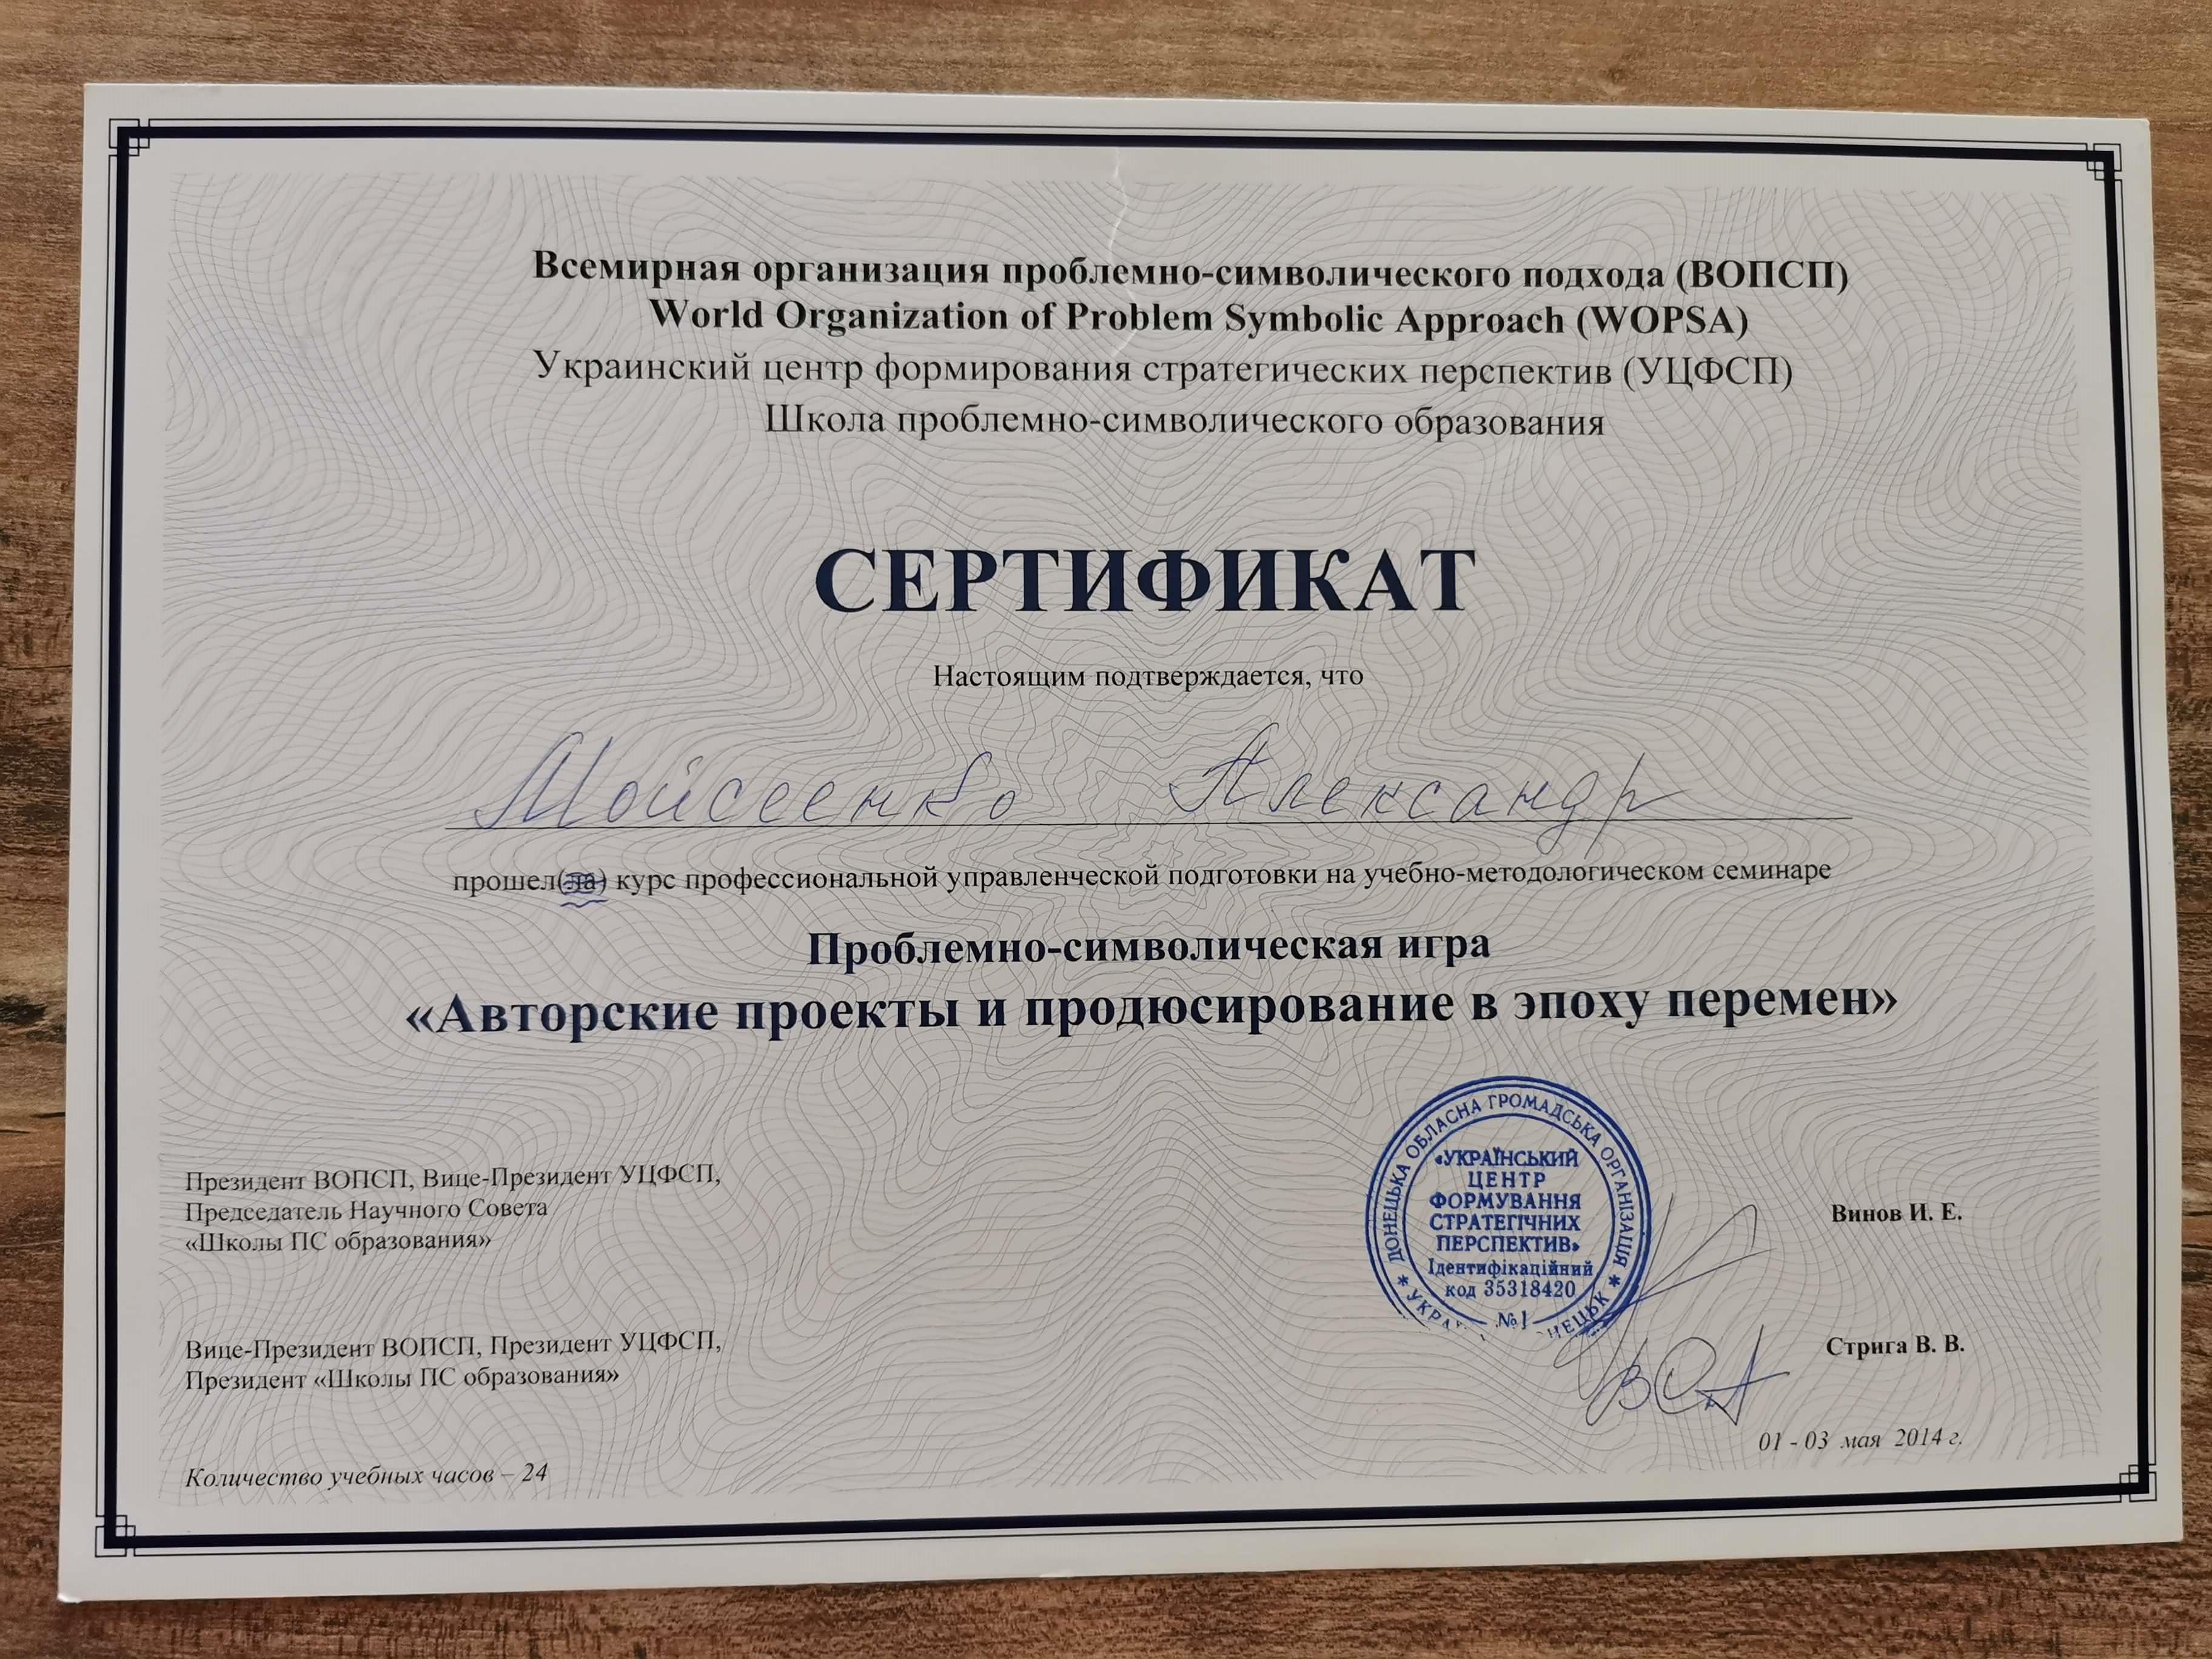 Всемирная организация проблемно-символического подхода (ВОПСП)
World Organization of Problem Symbolic Approach (WOPSA)
Украинский центр формирования стратегических перспектив (УЦФСП)
Школа проблемно-символического образования
СЕРТИФИКАТ
Настоящим подтверждается, что
Мойсеенко Александр
прошел(ла) курс профессиональной управленческой подготовки на учебно-методологическом семинаре
Проблемно-символическая игра
«Авторские проекты и продюсирование в эпоху перемен»
Президент ВОПСП, Вице-Президент УЦФСП,
Председатель Научного Совета
«Школы ПС образования»
Винов И. Е.
ДОНЕЦЬКА ОБЛАСНА ГРОМАДСЬКА ОРГАНІЗАЦІЯ
«УКРАЇНСЬКИЙ
ЦЕНТР
ФОРМУВАННЯ
СТРАТЕГІЧНИХ
ПЕРСПЕКТИВ»
Ідентифікаційний
код 35318420
№1
Вице-Президент ВОПСП, Президент УЦФСП,
Президент «Школы ПС образования»
Стрига В. В.
01 - 03 мая 2014 г.
Количество учебных часов – 24